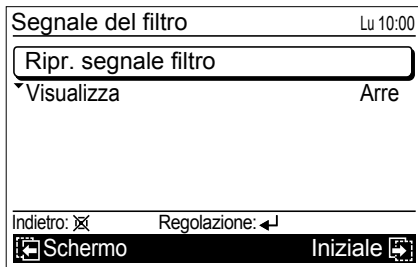 Segnale del filtro Lu 10:00
Ripr. segnale filtro
Visualizza Arre
Indietro: Regolazione:
Schermo Iniziale